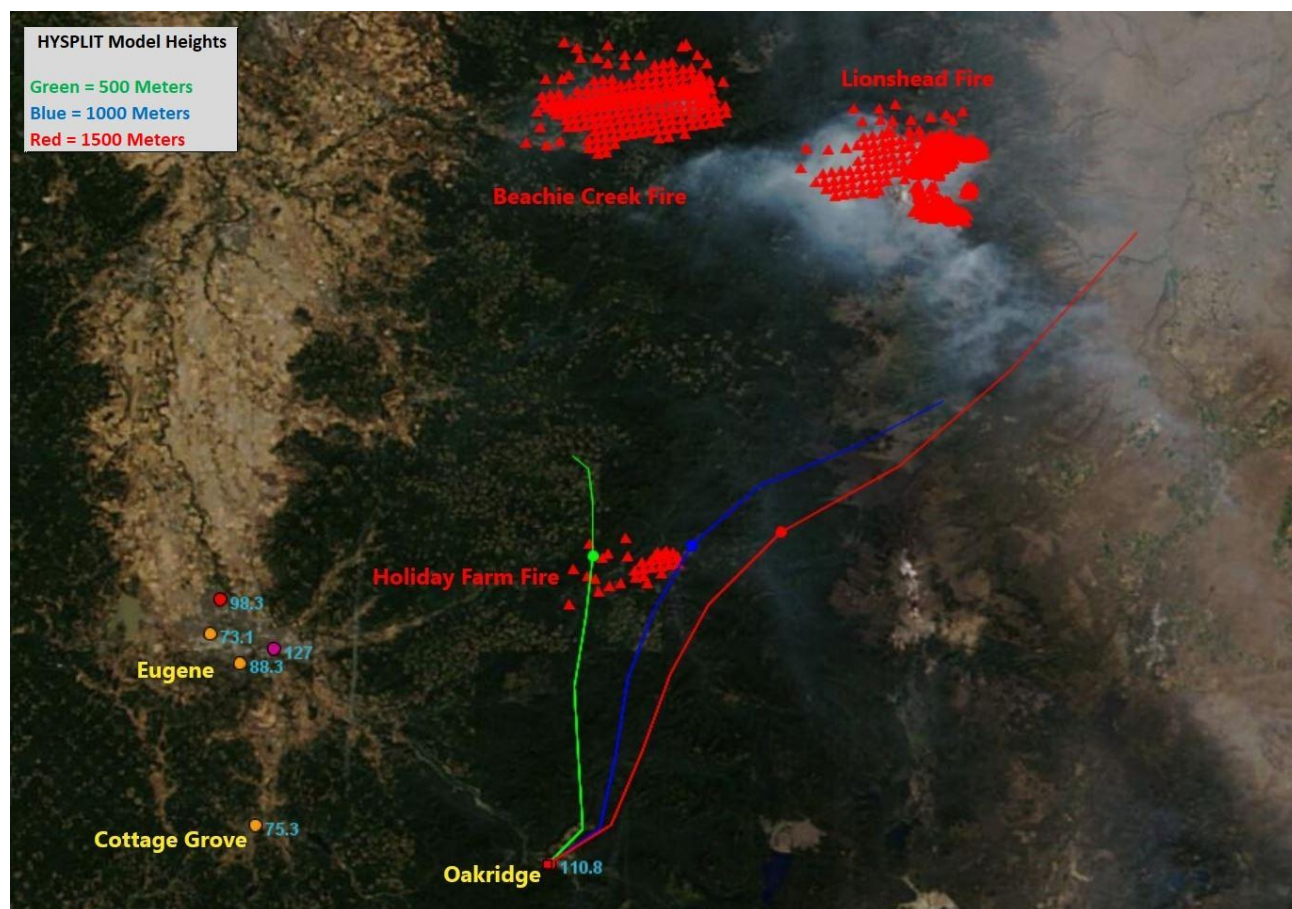 HYSPLIT Model Heights
Green = 500 Meters
Blue = 1000 Meters
Red = 1500 Meters
Lionshead Fire
Beachie Creek Fire
Holiday Farm Fire
98.3
73.1
127
Eugene
88.3
Cottage Grove
75.3
Oakridge
110.8